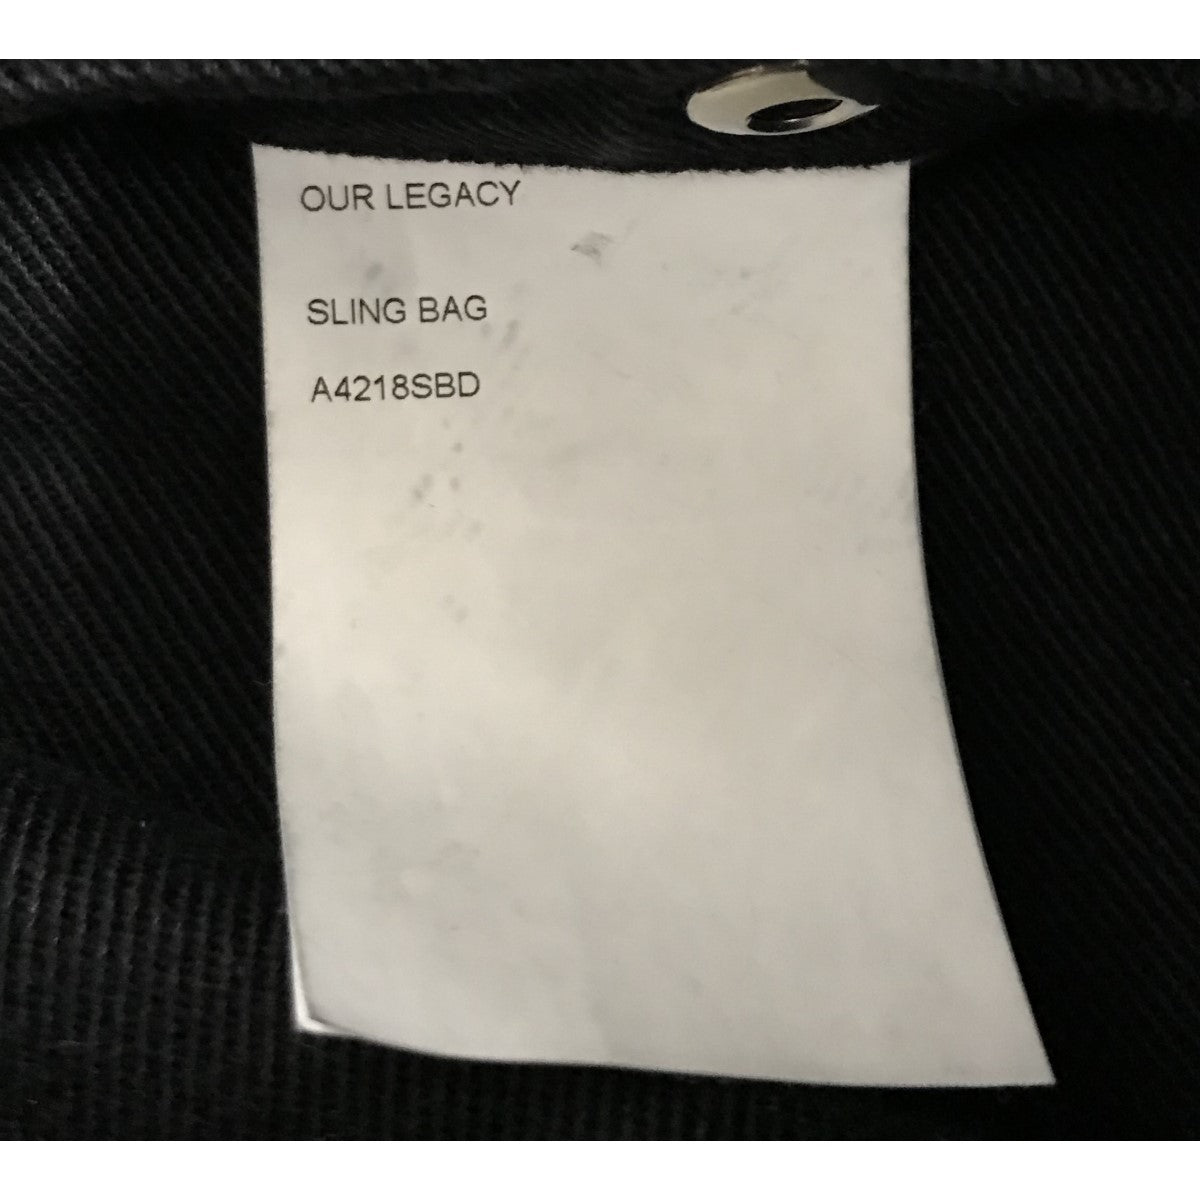 OUR LEGACY
SLING BAG
A4218SBD